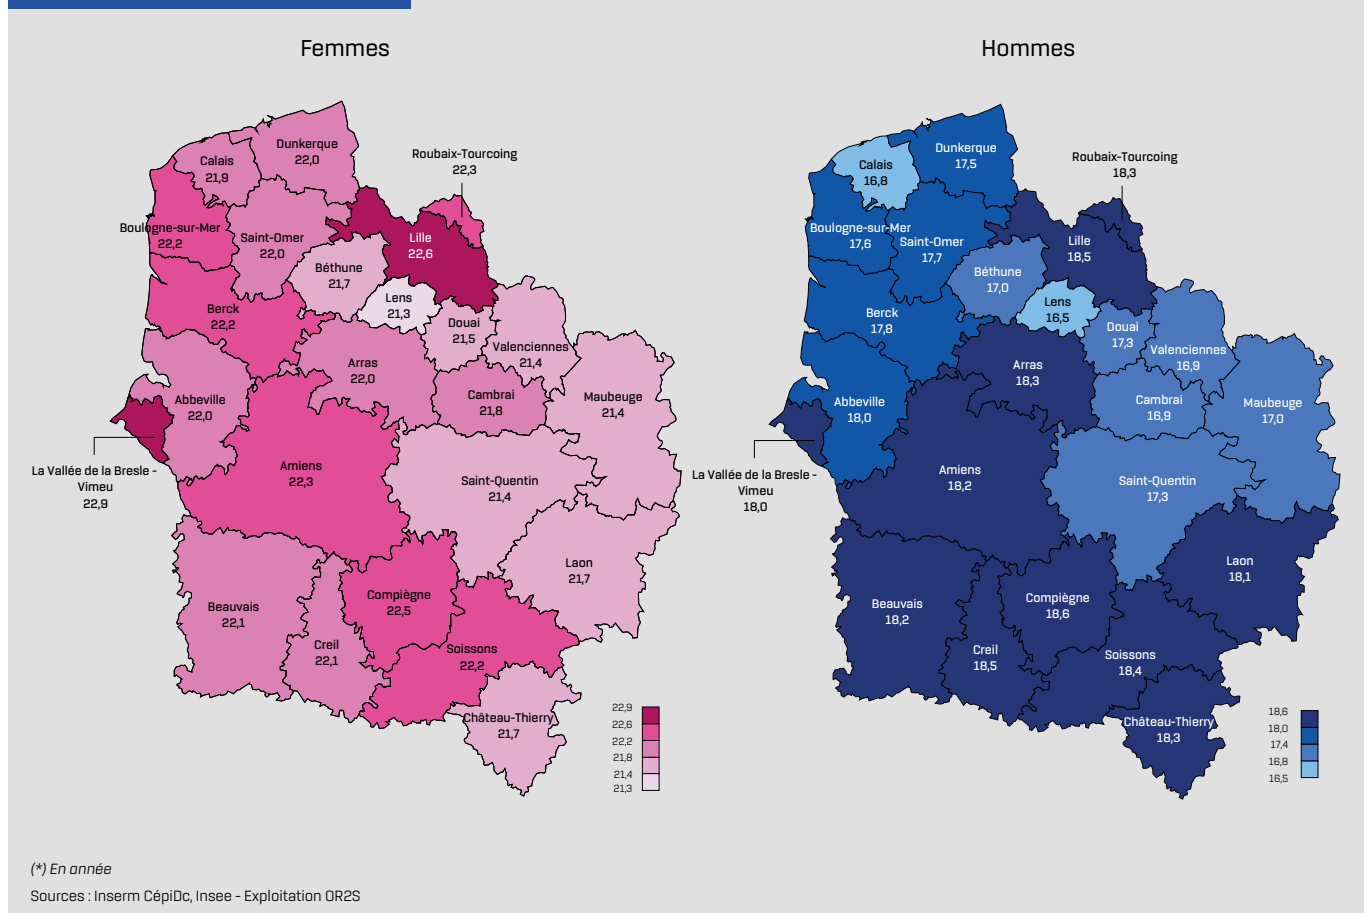 Femmes
Dunkerque
22,0
Calais
21,9
Roubaix-Tourcoing
22,3
Boulogne-sur-Mer
22,2
Saint-Omer
22,0
Lille
22,6
Béthune
21,7
Lens
21,3
Berck
22,2
Douai
21,5
Valenciennes
21,4
Arras
22,0
Cambrai
21,8
Maubeuge
21,4
Abbeville
22,0
La Vallée de la Bresle -
Vimeu
22,9
Amiens
22,3
Saint-Quentin
21,4
Laon
21,7
Beauvais
22,1
Compiègne
22,5
Creil
22,1
Soissons
22,2
Château-Thierry
21,7
22,9
22,6
22,2
21,8
21,4
21,3
Hommes
Dunkerque
17,5
Calais
16,8
Roubaix-Tourcoing
18,3
Boulogne-sur-Mer
17,6
Saint-Omer
17,7
Lille
18,5
Béthune
17,0
Lens
16,5
Berck
17,8
Douai
17,3
Valenciennes
16,9
Arras
18,3
Cambrai
16,9
Maubeuge
17,0
Abbeville
18,0
La Vallée de la Bresle -
Vimeu
18,0
Amiens
18,2
Saint-Quentin
17,3
Laon
18,1
Beauvais
18,2
Compiègne
18,6
Creil
18,5
Soissons
18,4
Château-Thierry
18,3
18,6
18,0
17,4
16,8
16,5
(*) En année
Sources : Inserm CépiDc, Insee - Exploitation OR2S